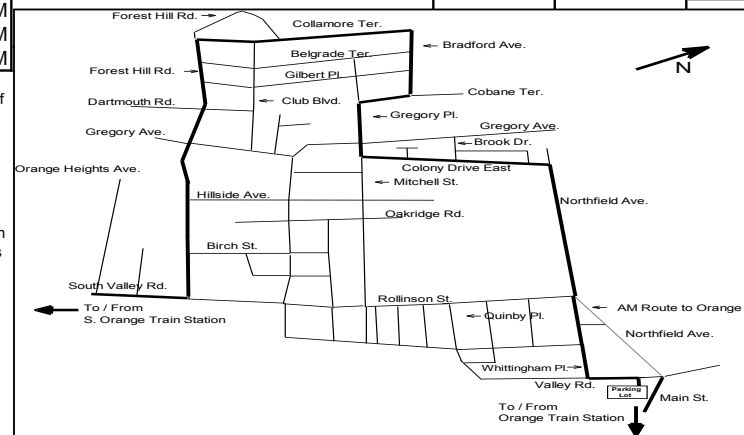 M
M
M
f
n
s
Forest Hill Rd.
Collamore Ter.
Belgrade Ter.
Bradford Ave.
Forest Hill Rd.
Gilbert Pl.
N
Dartmouth Rd.
Club Blvd.
Cobane Ter.
Gregory Pl.
Gregory Ave.
Gregory Ave.
Brook Dr.
Orange Heights Ave.
Colony Drive East
Mitchell St.
Hillside Ave.
Northfield Ave.
Oakridge Rd.
Birch St.
South Valley Rd.
Rollinson St.
To / From
S. Orange Train Station
Quinby Pl.
AM Route to Orange
Northfield Ave.
Whittingham Pl.
Valley Rd.
Parking
Lot
Main St.
To / From
Orange Train Station